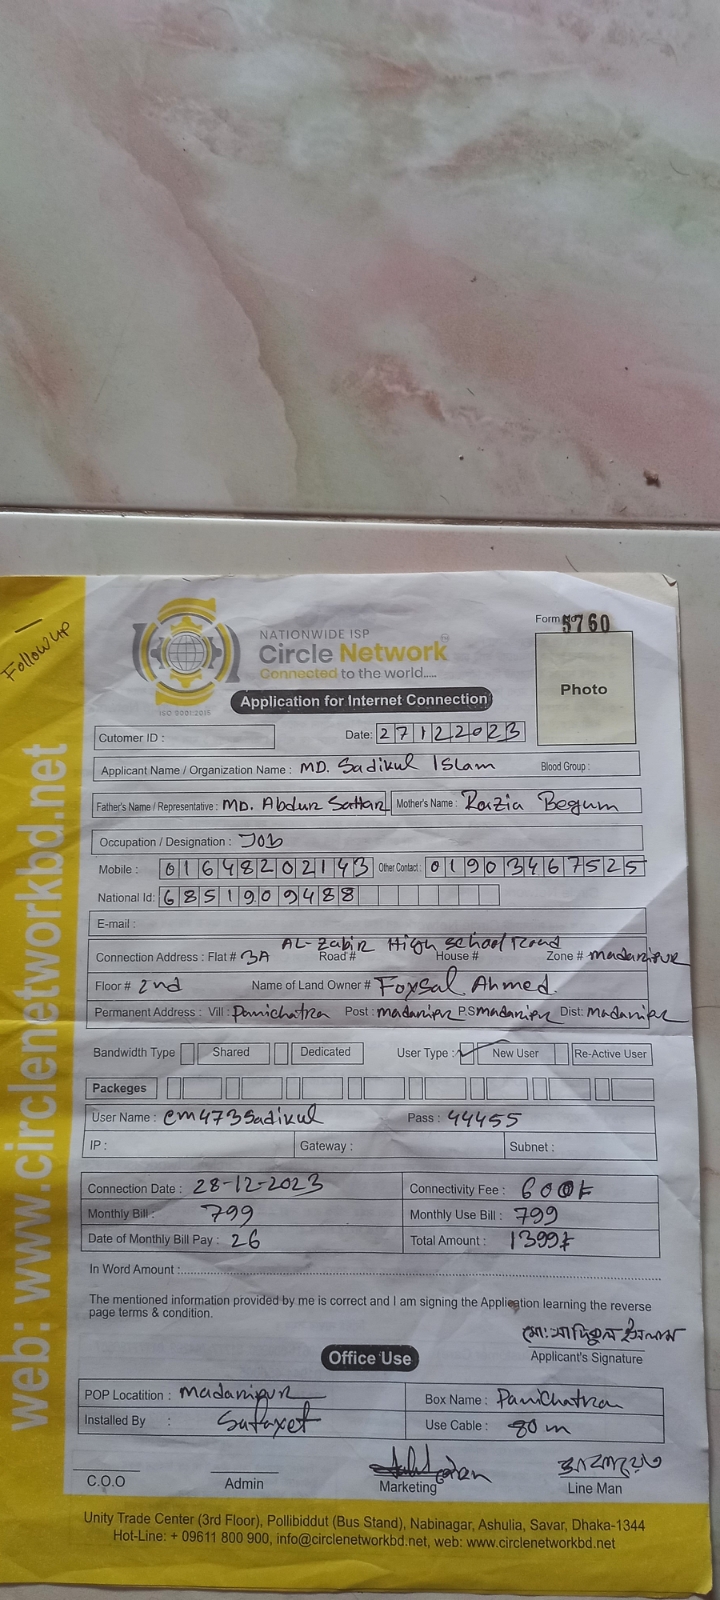 Follow up
web: www.circlenetworkbd.net
NATIONWIDE ISP
Circle Network
Connected to the world.....
ISO 9001:2015
Form No 5760
Photo
Application for Internet Connection
Cutomer ID :
Date: 27122023
Applicant Name / Organization Name : MD. Sadikul Islam Blood Group :
Father's Name / Representative : MD. Abdur Sattar Mother's Name : Razia Begum
Occupation / Designation : Job
Mobile : 01648202143 Other Contact : 01903467525
National Id: 6851909488
E-mail :
Connection Address : Flat # 3A Road # AL-Zabir High School Road House # Zone # madaripur
Floor # 2nd Name of Land Owner # Foysal Ahmed.
Permanent Address : Vill : Panichatra Post : madaripur P.S madaripur Dist: Madaripur
Bandwidth Type Shared Dedicated User Type : New User Re-Active User
Packeges
User Name : cm473Sadikul Pass : 44455
IP : Gateway : Subnet :
Connection Date : 28-12-2023 Connectivity Fee : 600৳
Monthly Bill : 799 Monthly Use Bill : 799
Date of Monthly Bill Pay : 26 Total Amount : 1399৳
In Word Amount :
The mentioned information provided by me is correct and I am signing the Application learning the reverse
page terms & condition.
মো: সাদিকুল ইসলাম
Applicant's Signature
Office Use
POP Locatition : madaripur Box Name : Panichatra
Installed By : Safayet Use Cable : 80 m
C.O.O Admin Marketing Line Man
Unity Trade Center (3rd Floor), Pollibiddut (Bus Stand), Nabinagar, Ashulia, Savar, Dhaka-1344
Hot-Line: + 09611 800 900, info@circlenetworkbd.net, web: www.circlenetworkbd.net